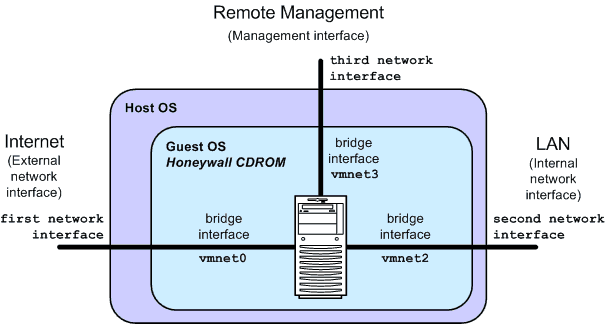 Remote Management
(Management interface)
third network
interface
Host OS
Guest OS
Honeywall CDROM
bridge
interface
vmnet3
Internet
(External
network
interface)
first network
interface
bridge
interface
vmnet0
bridge
interface
vmnet2
LAN
(Internal
network
interface)
second network
interface